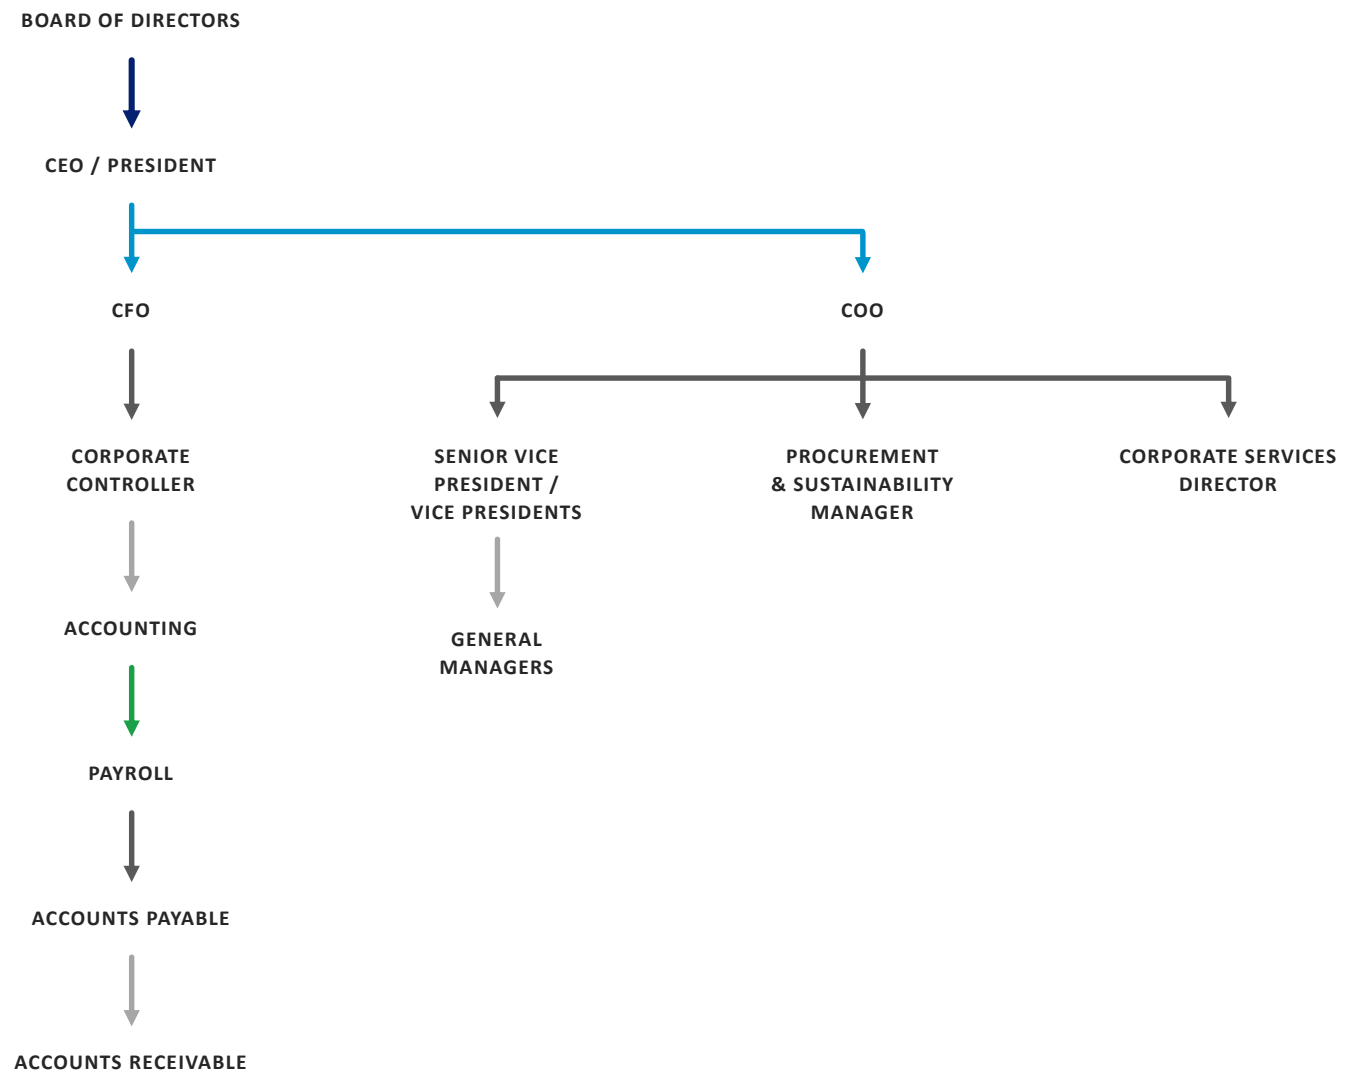 BOARD OF DIRECTORS
CEO / PRESIDENT
CFO
COO
CORPORATE
CONTROLLER
SENIOR VICE
PRESIDENT /
VICE PRESIDENTS
PROCUREMENT
& SUSTAINABILITY
MANAGER
CORPORATE SERVICES
DIRECTOR
ACCOUNTING
GENERAL
MANAGERS
PAYROLL
ACCOUNTS PAYABLE
ACCOUNTS RECEIVABLE